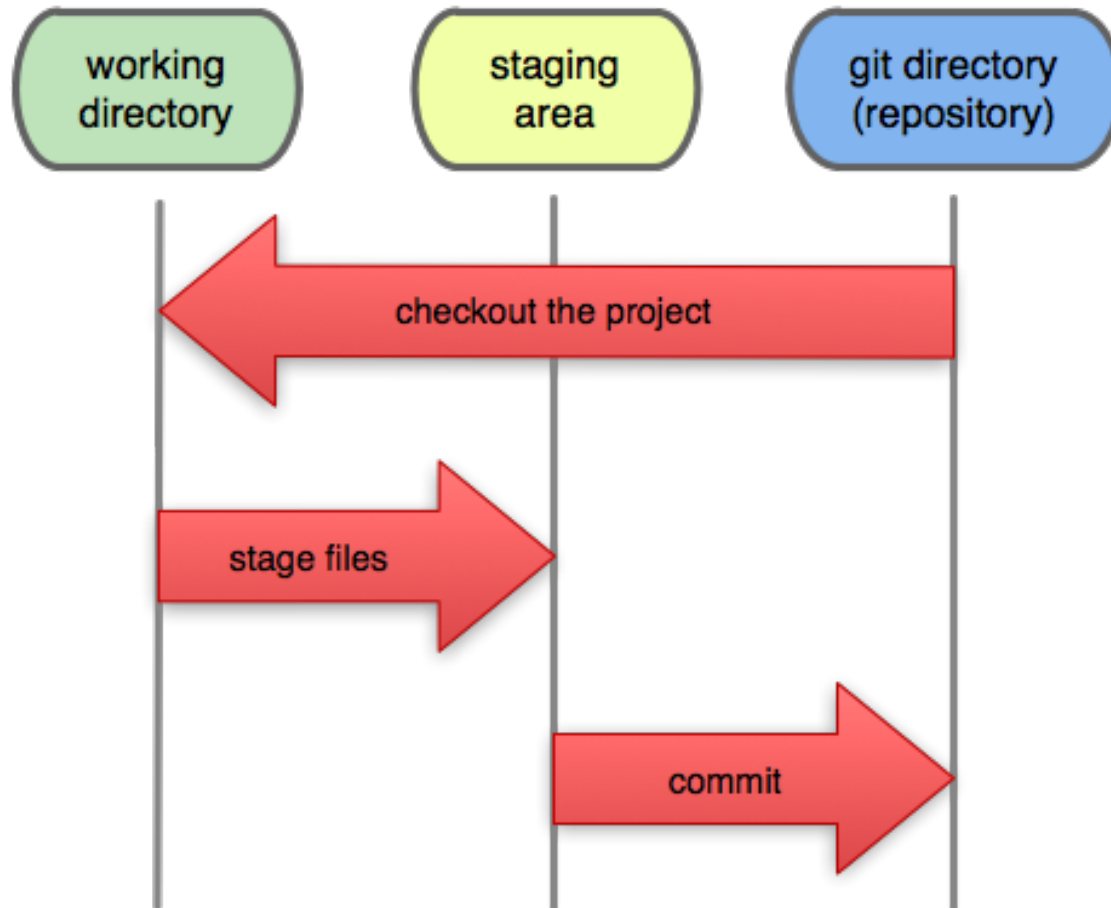 working
directory
staging
area
git directory
(repository)
checkout the project
stage files
commit